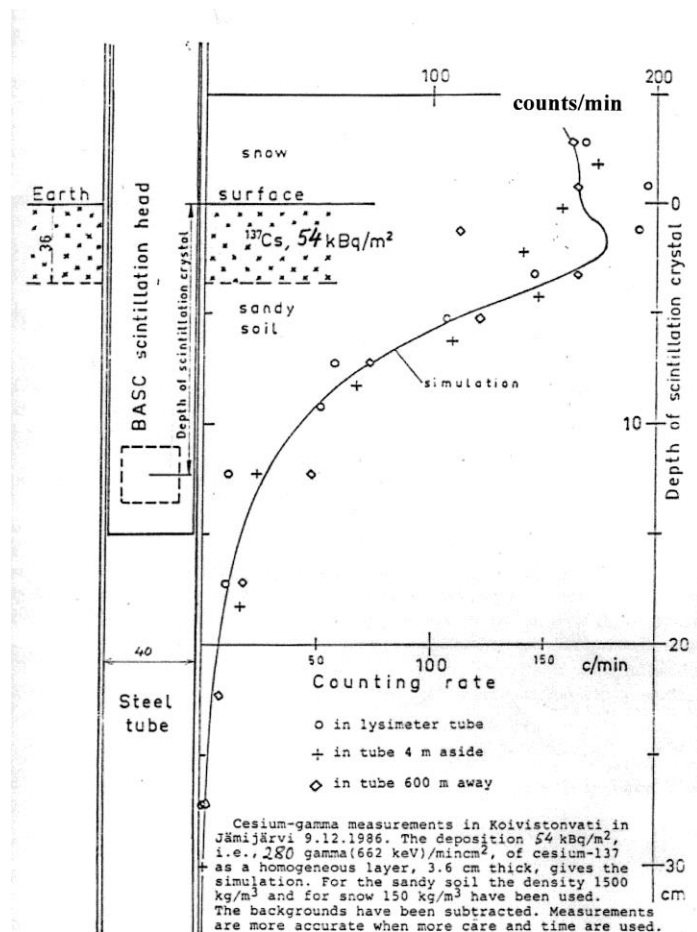 100
200
counts/min
snow
Earth
surface
0
36
¹³⁷Cs, 54 kBq/m²
sandy
soil
BASC scintillation head
Depth of scintillation crystal
simulation
10
Depth of scintillation crystal
20
40
50
100
150
c/min
Steel
tube
Counting rate
in lysimeter tube
in tube 4 m aside
in tube 600 m away
Cesium-gamma measurements in Koivistonvati in
Jämijärvi 9.12.1986. The deposition 54 kBq/m²,
i.e., 280 gamma(662 keV)/mincm², of cesium-137
as a homogeneous layer, 3.6 cm thick, gives the
simulation. For the sandy soil the density 1500
kg/m³ and for snow 150 kg/m³ have been used.
The backgrounds have been subtracted. Measurements
are more accurate when more care and time are used.
30
cm